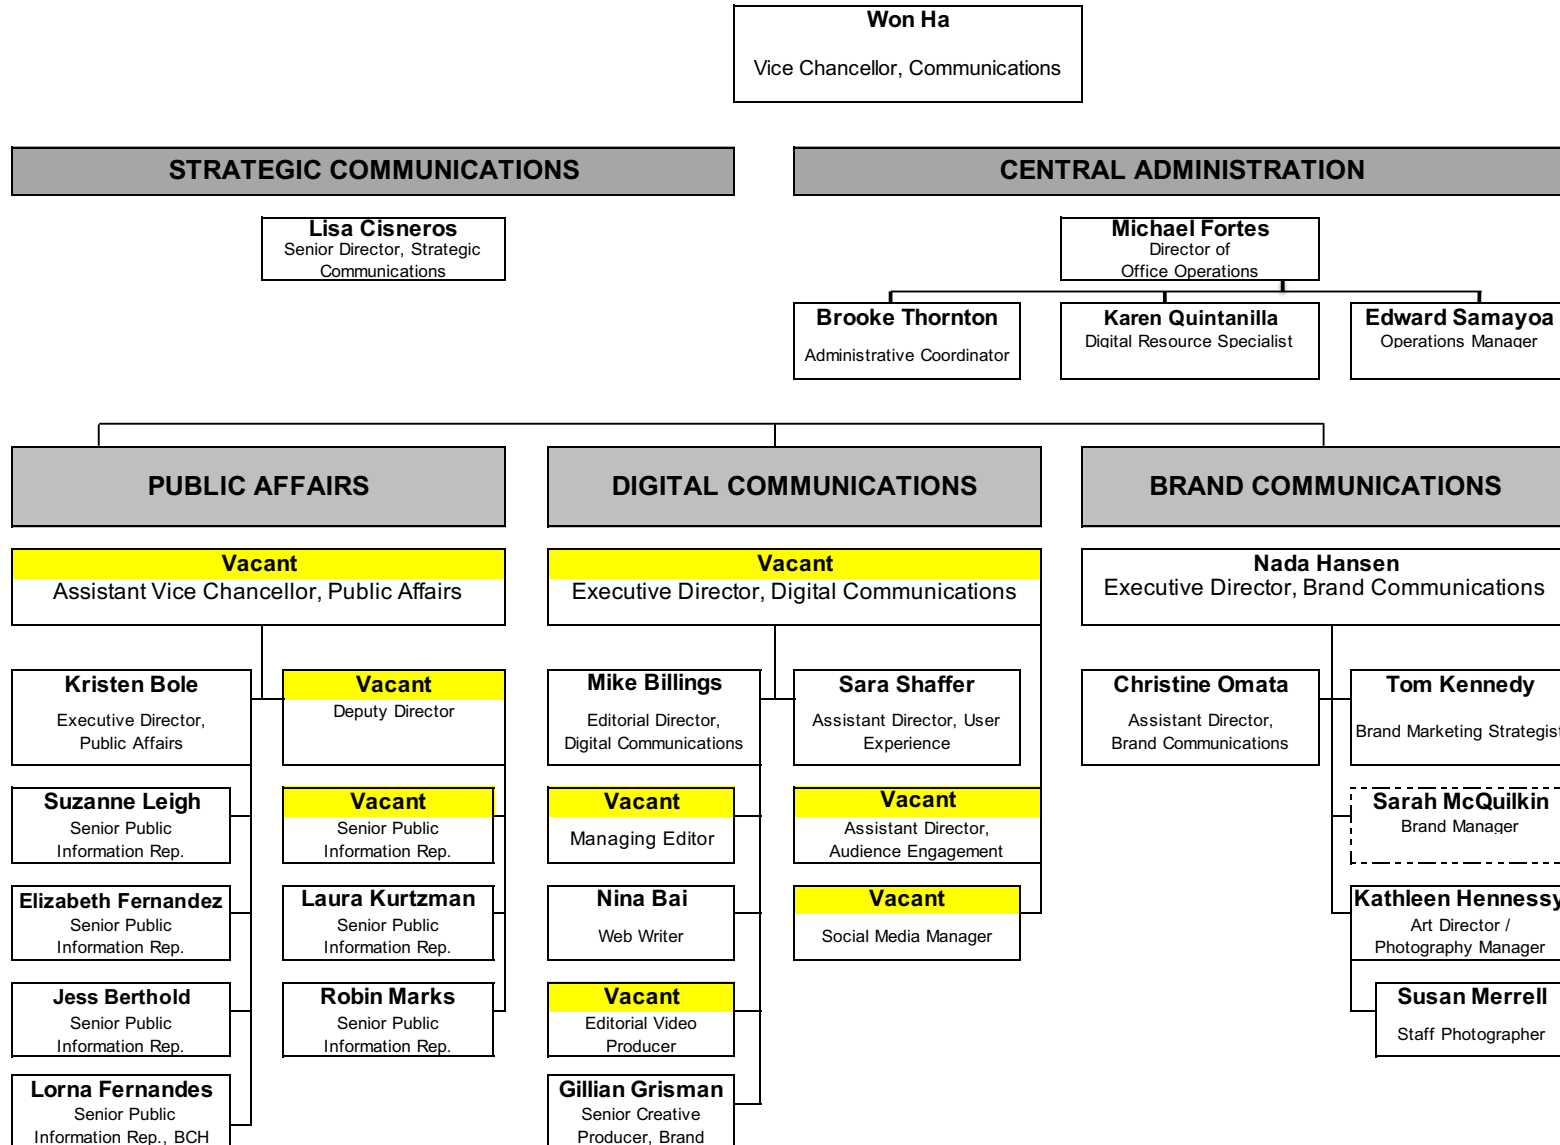 Won Ha
Vice Chancellor, Communications
STRATEGIC COMMUNICATIONS
CENTRAL ADMINISTRATION
Lisa Cisneros
Senior Director, Strategic
Communications
Michael Fortes
Director of
Office Operations
Brooke Thornton
Administrative Coordinator
Karen Quintanilla
Digital Resource Specialist
Edward Samayoa
Operations Manager
PUBLIC AFFAIRS
DIGITAL COMMUNICATIONS
BRAND COMMUNICATIONS
Vacant
Assistant Vice Chancellor, Public Affairs
Vacant
Executive Director, Digital Communications
Nada Hansen
Executive Director, Brand Communications
Kristen Bole
Executive Director,
Public Affairs
Vacant
Deputy Director
Mike Billings
Editorial Director,
Digital Communications
Sara Shaffer
Assistant Director, User
Experience
Christine Omata
Assistant Director,
Brand Communications
Tom Kennedy
Brand Marketing Strategist
Suzanne Leigh
Senior Public
Information Rep.
Vacant
Senior Public
Information Rep.
Vacant
Managing Editor
Vacant
Assistant Director,
Audience Engagement
Sarah McQuilkin
Brand Manager
Elizabeth Fernandez
Senior Public
Information Rep.
Laura Kurtzman
Senior Public
Information Rep.
Nina Bai
Web Writer
Vacant
Social Media Manager
Kathleen Hennessy
Art Director /
Photography Manager
Jess Berthold
Senior Public
Information Rep.
Robin Marks
Senior Public
Information Rep.
Vacant
Editorial Video
Producer
Susan Merrell
Staff Photographer
Lorna Fernandes
Senior Public
Information Rep., BCH
Gillian Grisman
Senior Creative
Producer, Brand